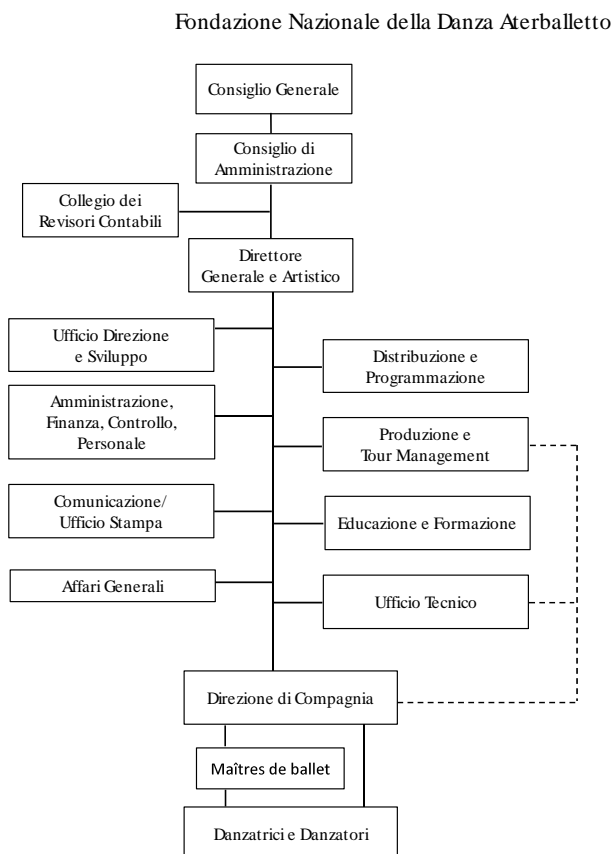 Fondazione Nazionale della Danza Aterballetto
Consiglio Generale
Consiglio di
Amministrazione
Collegio dei
Revisori Contabili
Direttore
Generale e Artistico
Ufficio Direzione
e Sviluppo
Distribuzione e
Programmazione
Amministrazione,
Finanza, Controllo,
Personale
Produzione e
Tour Management
Comunicazione/
Ufficio Stampa
Educazione e Formazione
Affari Generali
Ufficio Tecnico
Direzione di Compagnia
Maîtres de ballet
Danzatrici e Danzatori